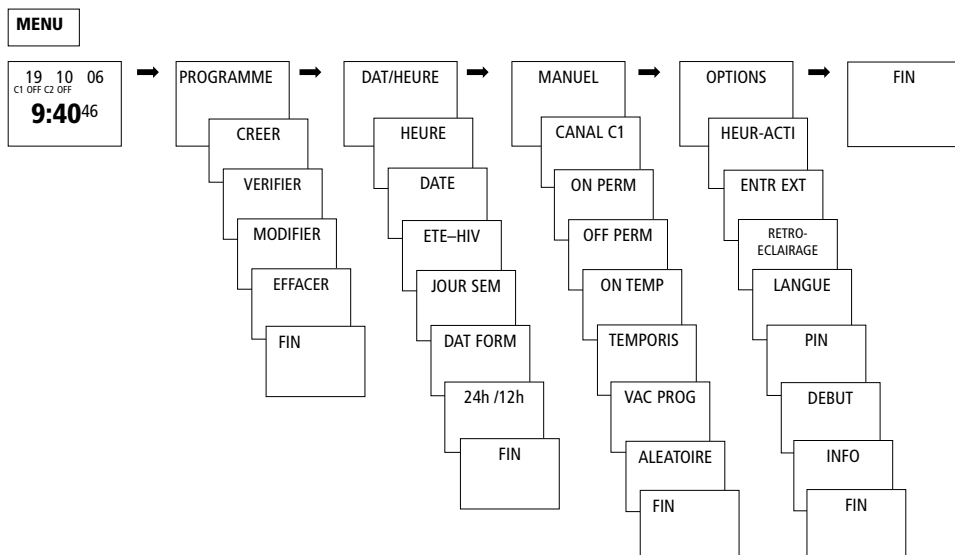 MENU
19 10 06
C1 OFF C2 OFF
9:40 46
PROGRAMME
CREER
VERIFIER
MODIFIER
EFFACER
FIN
DAT/HEURE
HEURE
DATE
ETE–HIV
JOUR SEM
DAT FORM
24h /12h
FIN
MANUEL
CANAL C1
ON PERM
OFF PERM
ON TEMP
TEMPORIS
VAC PROG
ALEATOIRE
FIN
OPTIONS
HEUR-ACTI
ENTR EXT
RETRO-
ECLAIRAGE
LANGUE
PIN
DEBUT
INFO
FIN
FIN